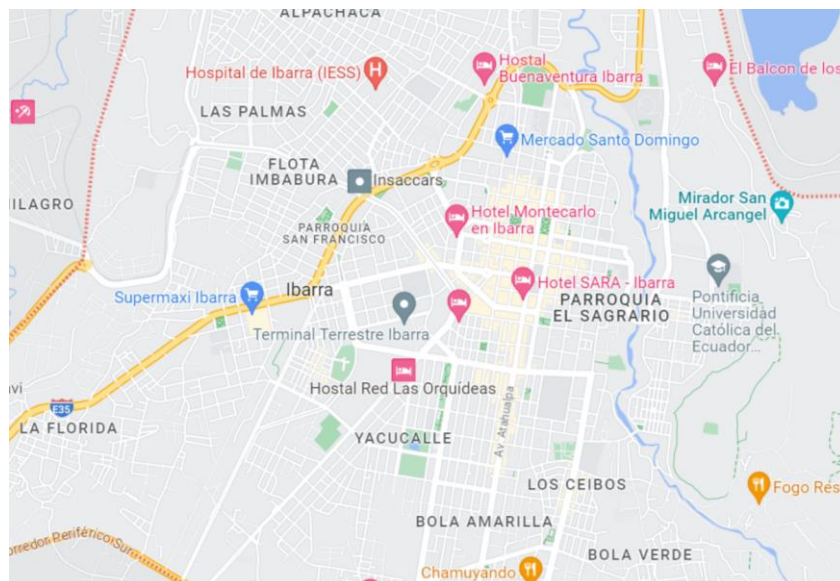 ALPACHACA
Hostal
Buenaventura Ibarra
El Balcon de los
Hospital de Ibarra (IESS)
LAS PALMAS
Mercado Santo Domingo
FLOTA
IMBABURA
Insaccars
Mirador San
Miguel Arcangel
ILAGRO
Hotel Montecarlo
en Ibarra
PARROQUIA
SAN FRANCISCO
Hotel SARA - Ibarra
Supermaxi Ibarra
Ibarra
PARROQUIA
EL SAGRARIO
Pontificia
Universidad
Católica del
Ecuador...
Terminal Terrestre Ibarra
Hostal Red Las Orquídeas
avi
E35
LA FLORIDA
YACUCALLE
Av. Atahualpa
LOS CEIBOS
Fogo Res
BOLA AMARILLA
orredor Periférico Sur
BOLA VERDE
Chamuyando